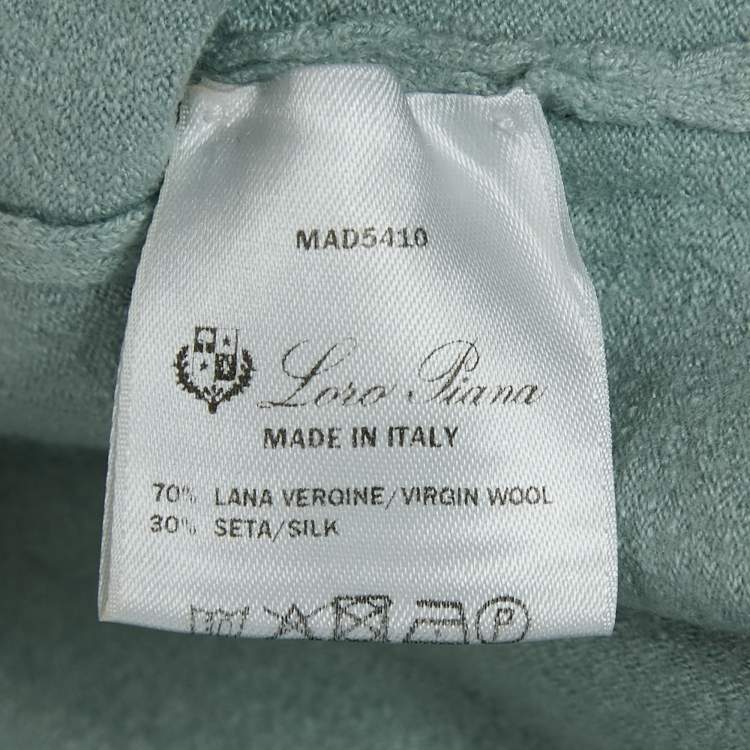 MAD5410
Loro Piana
MADE IN ITALY
70% LANA VERGINE/VIRGIN WOOL
30% SETA/SILK
P